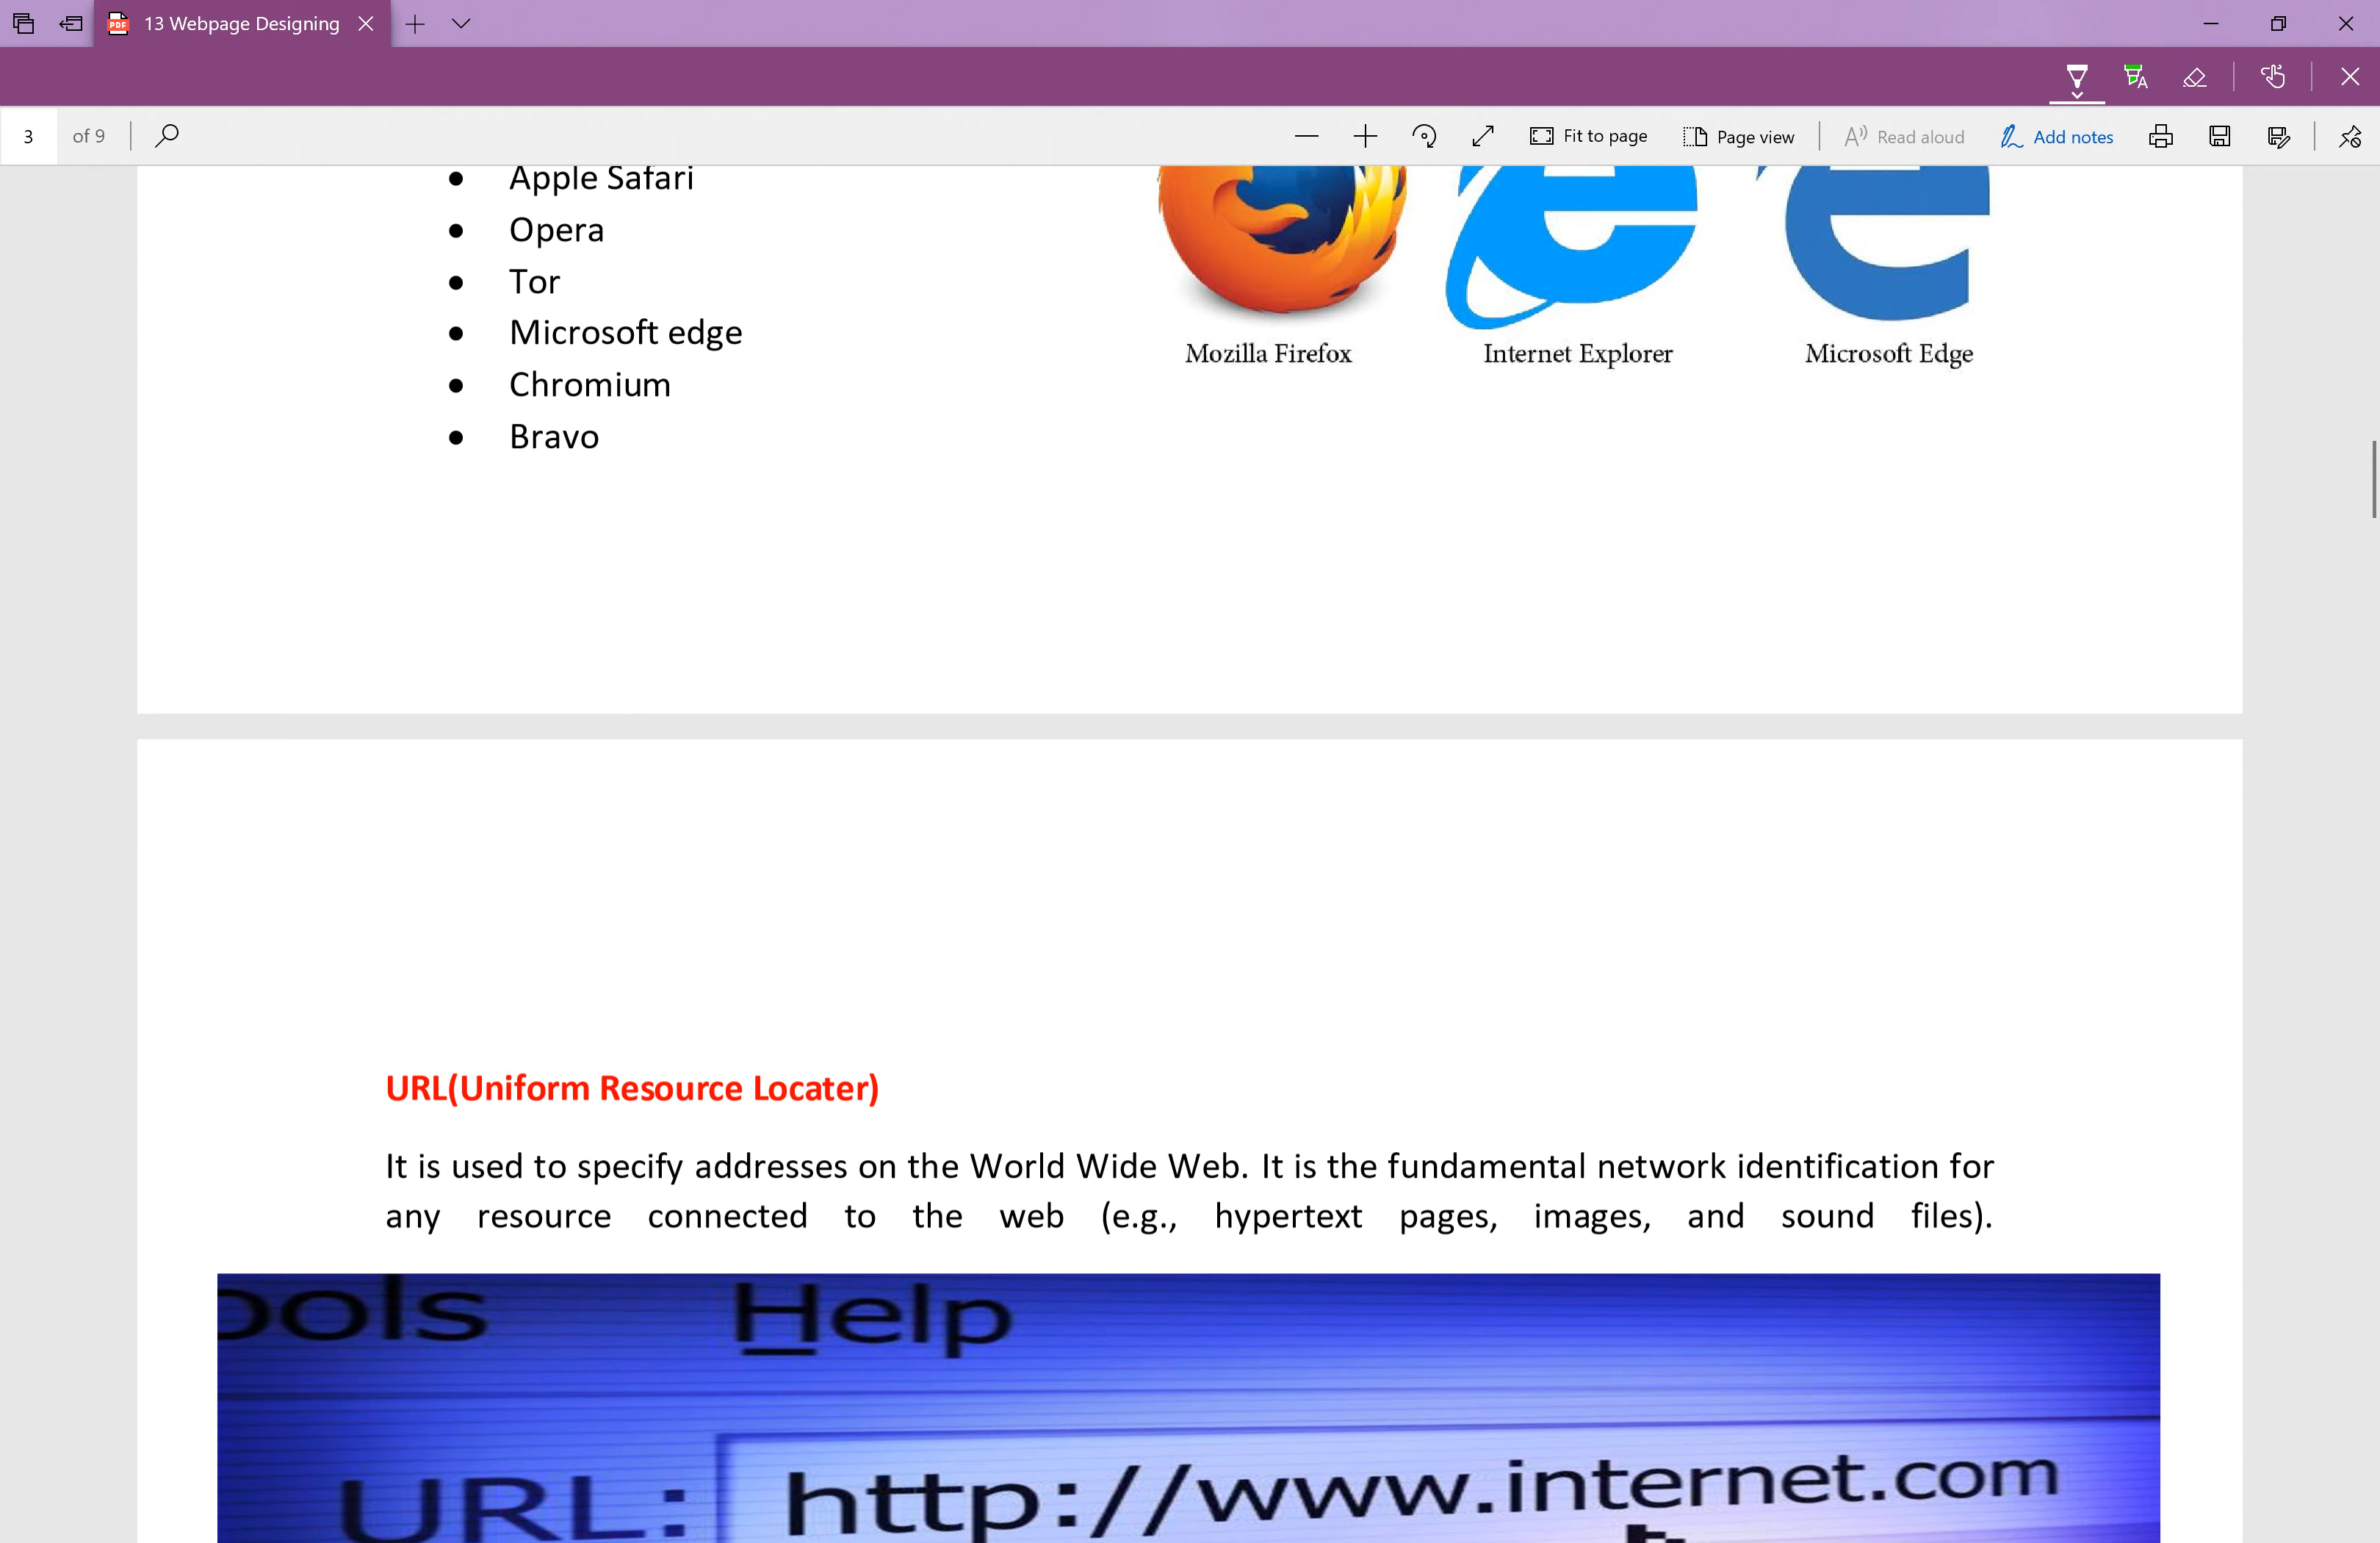 13 Webpage Designing
3 of 9
Fit to page
Page view
Read aloud
Add notes
• Apple Safari
• Opera
• Tor
• Microsoft edge
• Chromium
• Bravo
Mozilla Firefox Internet Explorer Microsoft Edge
URL(Uniform Resource Locater)
It is used to specify addresses on the World Wide Web. It is the fundamental network identification for
any resource connected to the web (e.g., hypertext pages, images, and sound files).
ools Help
URL: http://www.internet.com